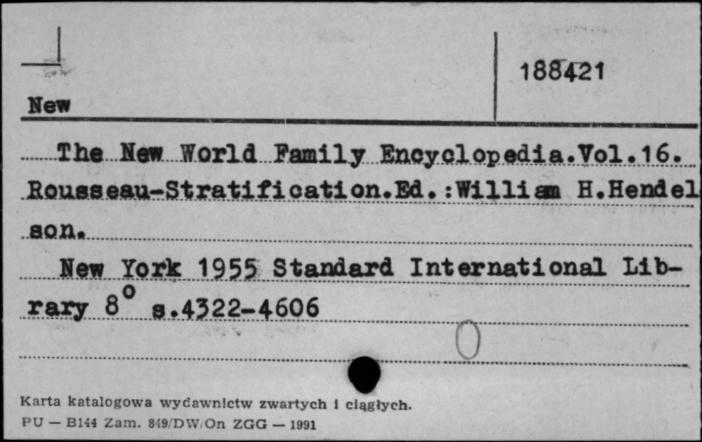 188421
New
The New World Family Encyclopedia.Vol.16.
Rousseau-Stratification.Ed.:William H.Hendel
son.
New York 1955 Standard International Lib-
rary 8° s.4322-4606
Karta katalogowa wydawnictw zwartych i ciągłych.
PU — B144 Zam. 849/DW/On ZGG — 1991